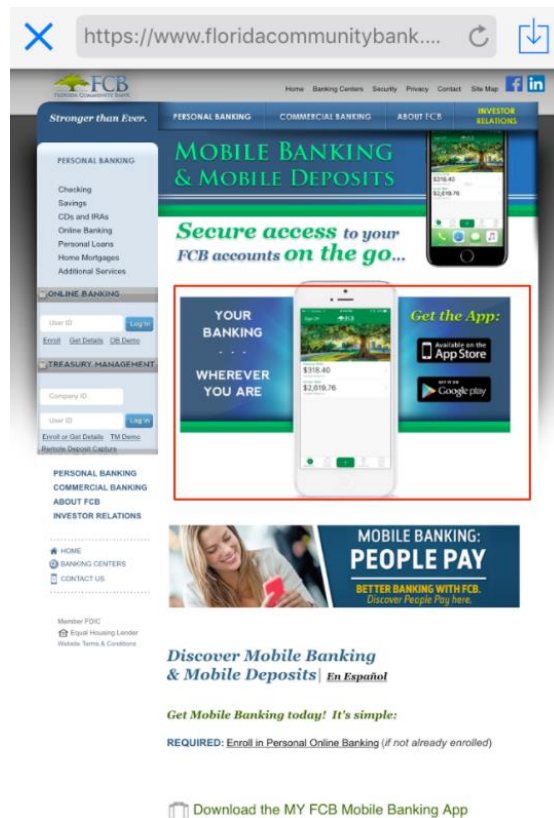 https://www.floridacommunitybank....
FCB
FLORIDA COMMUNITY BANK
Home Banking Centers Security Privacy Contact Site Map
Stronger than Ever.
PERSONAL BANKING COMMERCIAL BANKING ABOUT FCB INVESTOR RELATIONS
PERSONAL BANKING
Checking
Savings
CDs and IRAs
Online Banking
Personal Loans
Home Mortgages
Additional Services
ONLINE BANKING
User ID Log In
Enroll Get Details OB Demo
TREASURY MANAGEMENT
Company ID
User ID Log In
Enroll or Get Details TM Demo
Remote Deposit Capture
PERSONAL BANKING
COMMERCIAL BANKING
ABOUT FCB
INVESTOR RELATIONS
HOME
BANKING CENTERS
CONTACT US
Member FDIC
Equal Housing Lender
Website Terms & Conditions
MOBILE BANKING
& MOBILE DEPOSITS
$318.40
$2,619.76
Secure access to your
FCB accounts on the go...
YOUR
BANKING
. . .
WHEREVER
YOU ARE
FCB
$318.40
$2,619.76
Get the App:
Available on the
App Store
GET IT ON
Google play
MOBILE BANKING:
PEOPLE PAY
BETTER BANKING WITH FCB.
Discover People Pay here.
Discover Mobile Banking
& Mobile Deposits| En Español
Get Mobile Banking today! It's simple:
REQUIRED: Enroll in Personal Online Banking (if not already enrolled)
Download the MY FCB Mobile Banking App